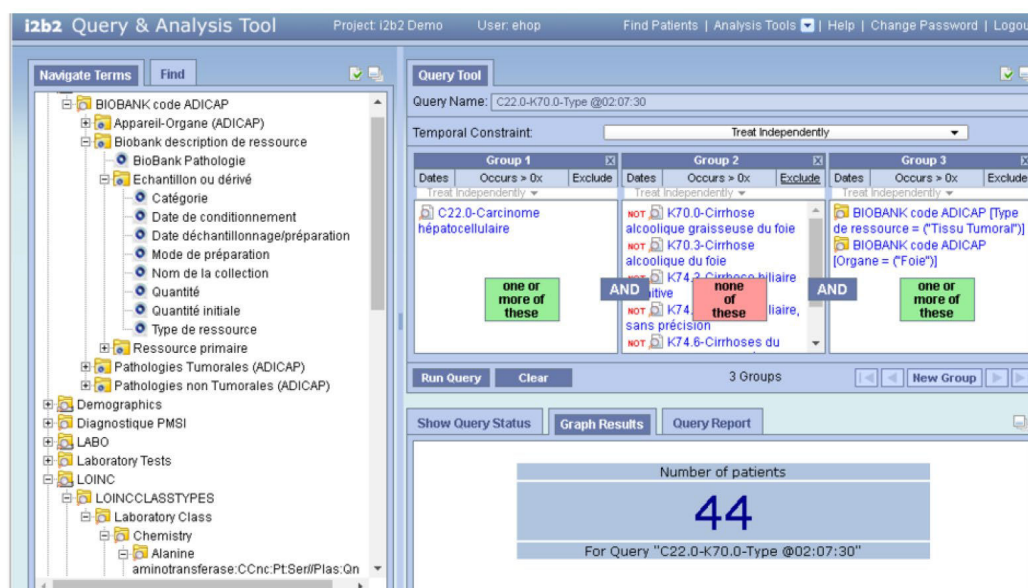 i2b2 Query & Analysis Tool
Project: i2b2 Demo
User: ehop
Find Patients | Analysis Tools | Help | Change Password | Logou
Navigate Terms
Find
BIOBANK code ADICAP
Appareil-Organe (ADICAP)
Biobank description de ressource
BioBank Pathologie
Echantillon ou dérivé
Catégorie
Date de conditionnement
Date déchantillonnage/préparation
Mode de préparation
Nom de la collection
Quantité
Quantité initiale
Type de ressource
Ressource primaire
Pathologies Tumorales (ADICAP)
Pathologies non Tumorales (ADICAP)
Demographics
Diagnostique PMSI
LABO
Laboratory Tests
LOINC
LOINCCLASSTYPES
Laboratory Class
Chemistry
Alanine
aminotransferase:CCnc:Pt:Ser//Plas:Qn
Query Tool
Query Name: C22.0-K70.0-Type @02:07:30
Temporal Constraint: Treat Independently
Group 1
Dates Occurs > 0x Exclude
Treat Independently
C22.0-Carcinome
hépatocellulaire
one or
more of
these
AND
Group 2
Dates Occurs > 0x Exclude
Treat Independently
NOT K70.0-Cirrhose
alcoolique graisseuse du foie
NOT K70.3-Cirrhose
alcoolique du foie
NOT K74.3-Cirrhose biliaire
NOT K74. liaire,
sans précision
NOT K74.6-Cirrhoses du
none
of
these
AND
Group 3
Dates Occurs > 0x Exclude
Treat Independently
BIOBANK code ADICAP [Type
de ressource = ("Tissu Tumoral")]
BIOBANK code ADICAP
[Organe = ("Foie")]
one or
more of
these
Run Query
Clear
3 Groups
New Group
Show Query Status
Graph Results
Query Report
Number of patients
44
For Query "C22.0-K70.0-Type @02:07:30"